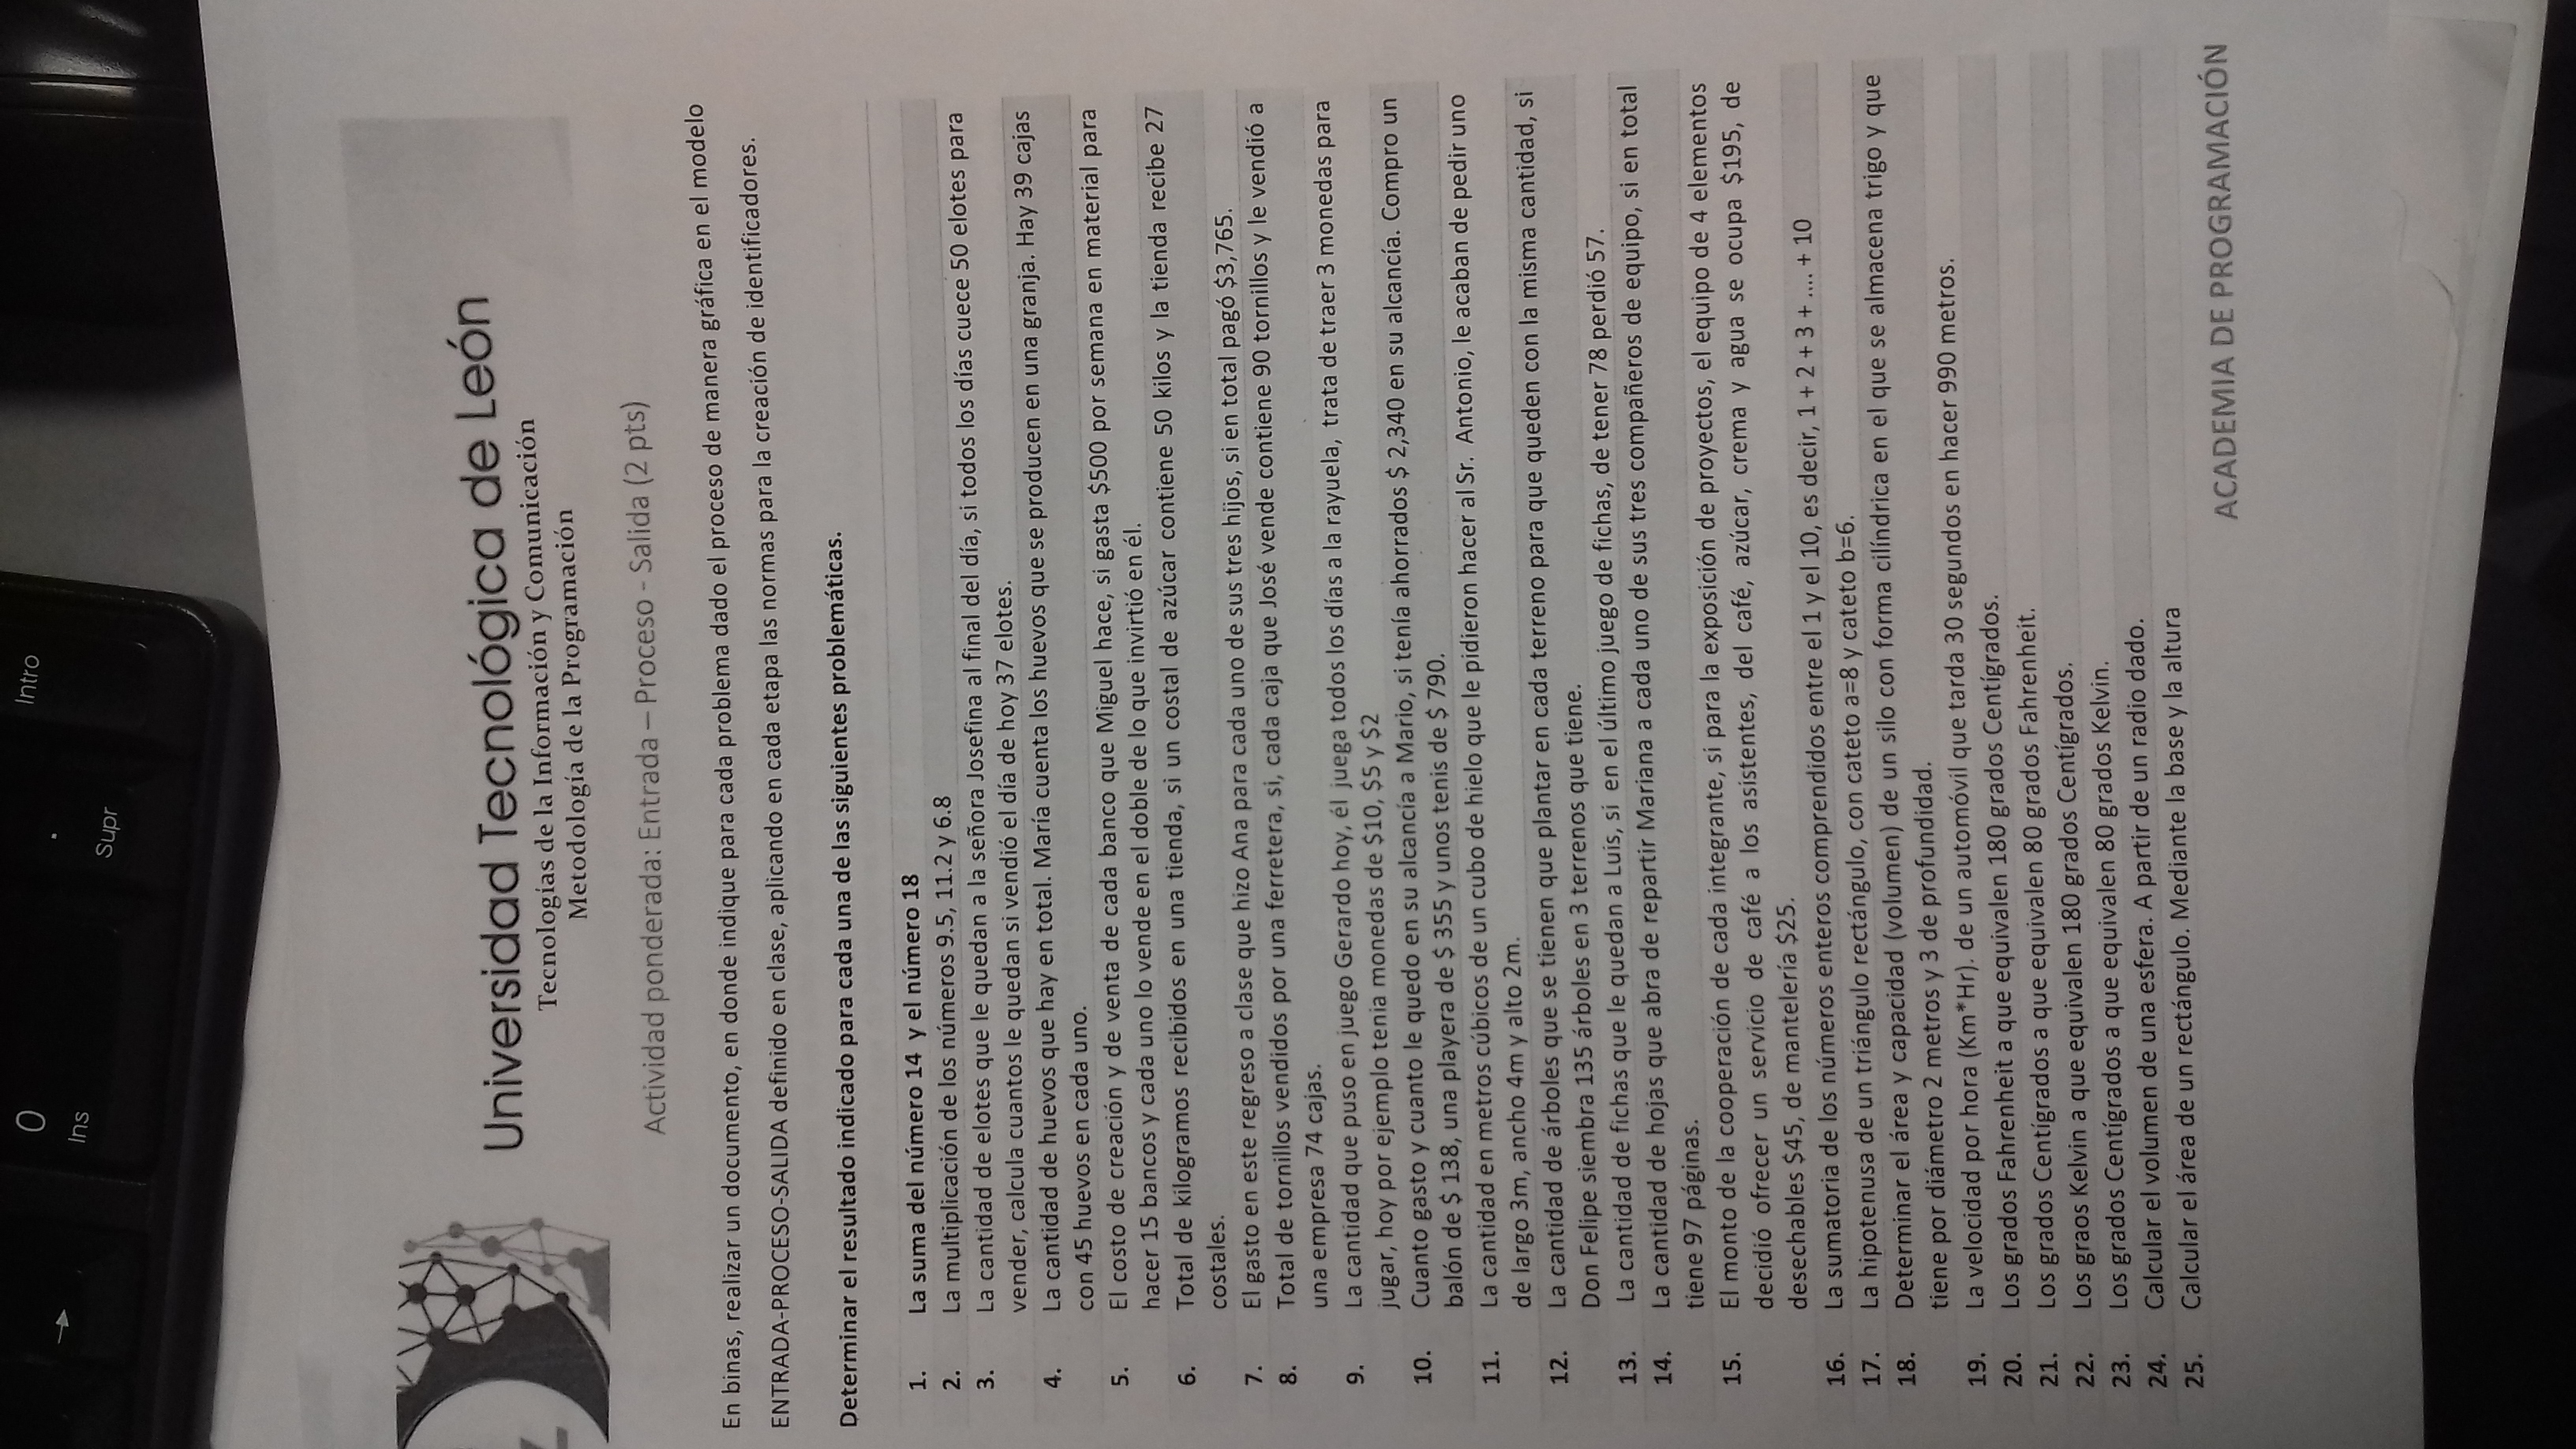 0
Ins
→
.
Supr
Intro
Universidad Tecnológica de León
Tecnologías de la Información y Comunicación
Metodología de la Programación
Actividad ponderada: Entrada – Proceso - Salida (2 pts)
En binas, realizar un documento, en donde indique para cada problema dado el proceso de manera gráfica en el modelo
ENTRADA-PROCESO-SALIDA definido en clase, aplicando en cada etapa las normas para la creación de identificadores.
Determinar el resultado indicado para cada una de las siguientes problemáticas.
1. La suma del número 14 y el número 18
2. La multiplicación de los números 9.5, 11.2 y 6.8
3. La cantidad de elotes que le quedan a la señora Josefina al final del día, si todos los días cuece 50 elotes para
vender, calcula cuantos le quedan si vendió el día de hoy 37 elotes.
4. La cantidad de huevos que hay en total. María cuenta los huevos que se producen en una granja. Hay 39 cajas
con 45 huevos en cada uno.
5. El costo de creación y de venta de cada banco que Miguel hace, si gasta $500 por semana en material para
hacer 15 bancos y cada uno lo vende en el doble de lo que invirtió en él.
6. Total de kilogramos recibidos en una tienda, si un costal de azúcar contiene 50 kilos y la tienda recibe 27
costales.
7. El gasto en este regreso a clase que hizo Ana para cada uno de sus tres hijos, si en total pagó $3,765.
8. Total de tornillos vendidos por una ferretera, si, cada caja que José vende contiene 90 tornillos y le vendió a
una empresa 74 cajas.
9. La cantidad que puso en juego Gerardo hoy, él juega todos los días a la rayuela, trata de traer 3 monedas para
jugar, hoy por ejemplo tenia monedas de $10, $5 y $2
10. Cuanto gasto y cuanto le quedo en su alcancía a Mario, si tenía ahorrados $ 2,340 en su alcancía. Compro un
balón de $ 138, una playera de $ 355 y unos tenis de $ 790.
11. La cantidad en metros cúbicos de un cubo de hielo que le pidieron hacer al Sr. Antonio, le acaban de pedir uno
de largo 3m, ancho 4m y alto 2m.
12. La cantidad de árboles que se tienen que plantar en cada terreno para que queden con la misma cantidad, si
Don Felipe siembra 135 árboles en 3 terrenos que tiene.
13. La cantidad de fichas que le quedan a Luis, si en el último juego de fichas, de tener 78 perdió 57.
14. La cantidad de hojas que abra de repartir Mariana a cada uno de sus tres compañeros de equipo, si en total
tiene 97 páginas.
15. El monto de la cooperación de cada integrante, si para la exposición de proyectos, el equipo de 4 elementos
decidió ofrecer un servicio de café a los asistentes, del café, azúcar, crema y agua se ocupa $195, de
desechables $45, de mantelería $25.
16. La sumatoria de los números enteros comprendidos entre el 1 y el 10, es decir, 1 + 2 + 3 + .... + 10
17. La hipotenusa de un triángulo rectángulo, con cateto a=8 y cateto b=6.
18. Determinar el área y capacidad (volumen) de un silo con forma cilíndrica en el que se almacena trigo y que
tiene por diámetro 2 metros y 3 de profundidad.
19. La velocidad por hora (Km*Hr). de un automóvil que tarda 30 segundos en hacer 990 metros.
20. Los grados Fahrenheit a que equivalen 180 grados Centígrados.
21. Los grados Centígrados a que equivalen 80 grados Fahrenheit.
22. Los graos Kelvin a que equivalen 180 grados Centígrados.
23. Los grados Centígrados a que equivalen 80 grados Kelvin.
24. Calcular el volumen de una esfera. A partir de un radio dado.
25. Calcular el área de un rectángulo. Mediante la base y la altura
ACADEMIA DE PROGRAMACIÓN